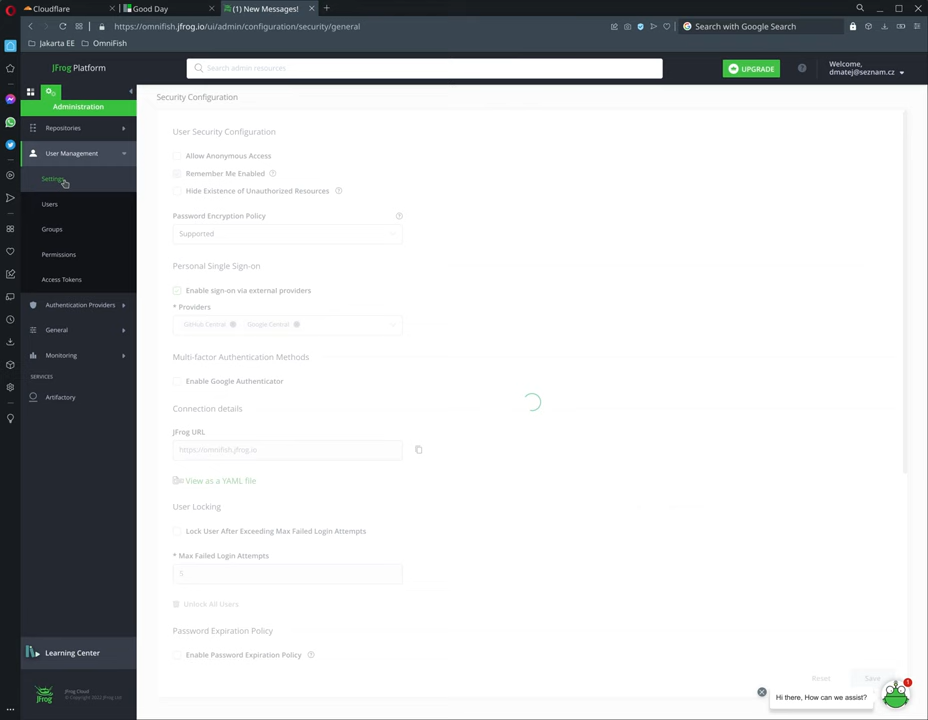 Cloudflare
Good Day
(1) New Messages!
https://omnifish.jfrog.io/ui/admin/configuration/security/general
Search with Google Search
Jakarta EE
OmniFish
JFrog Platform
Search admin resources
UPGRADE
Welcome,
dmatej@seznam.cz
Administration
Security Configuration
Repositories
User Management
Settings
Users
Groups
Permissions
Access Tokens
Authentication Providers
General
Monitoring
SERVICES
Artifactory
User Security Configuration
Allow Anonymous Access
Remember Me Enabled
Hide Existence of Unauthorized Resources
Password Encryption Policy
Supported
Personal Single Sign-on
Enable sign-on via external providers
* Providers
GitHub Central
Google Central
Multi-factor Authentication Methods
Enable Google Authenticator
Connection details
JFrog URL
https://omnifish.jfrog.io
View as a YAML file
User Locking
Lock User After Exceeding Max Failed Login Attempts
* Max Failed Login Attempts
5
Unlock All Users
Password Expiration Policy
Enable Password Expiration Policy
Reset
Save
Learning Center
JFrog
JFrog Cloud
© Copyright 2022 JFrog Ltd
Hi there, How can we assist?
1